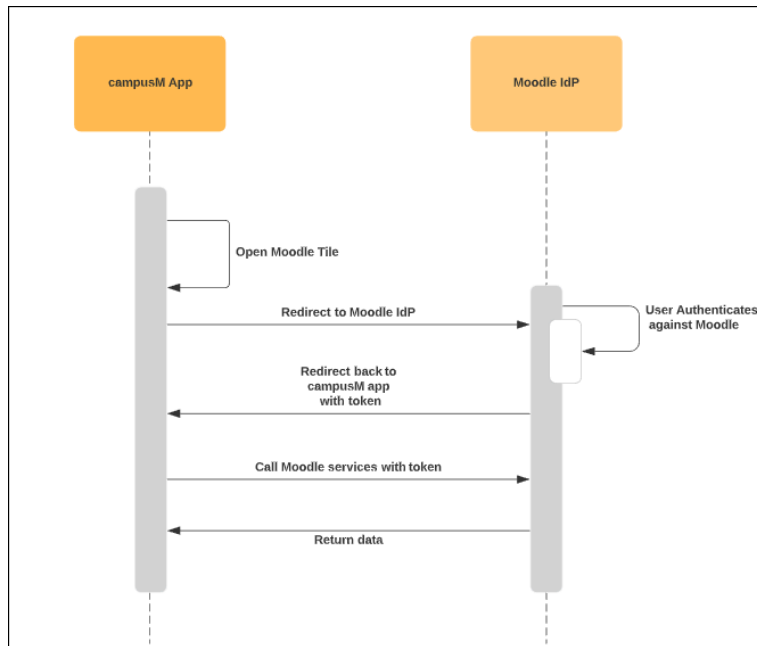 campusM App
Moodle IdP
Open Moodle Tile
Redirect to Moodle IdP
User Authenticates
against Moodle
Redirect back to
campusM app
with token
Call Moodle services with token
Return data